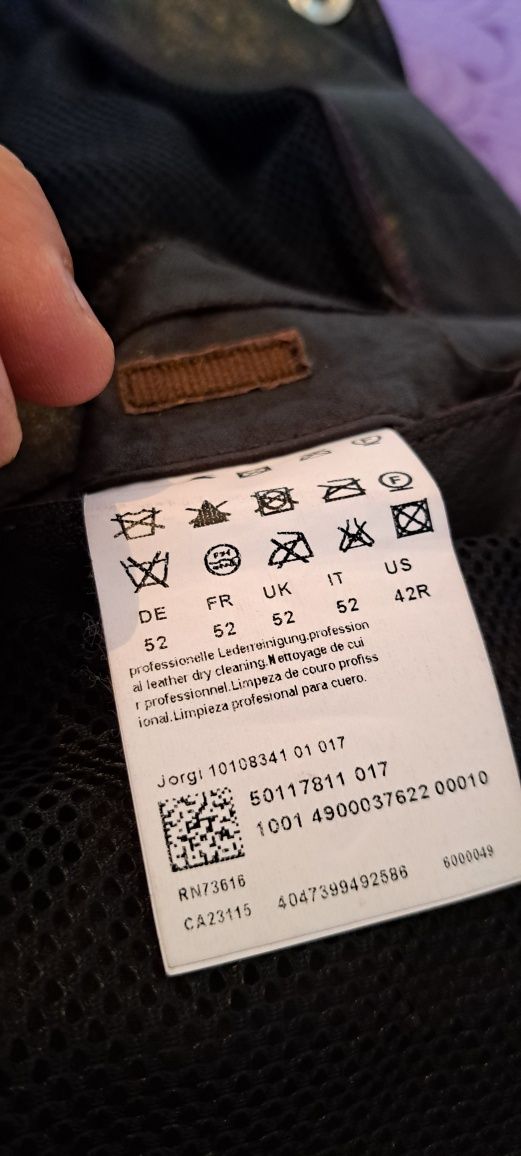 F
DE FR UK IT US
52 52 52 52 42R
professionelle Lederreinigung.profession
al leather dry cleaning.Nettoyage de cui
r professionnel.Limpeza de couro profiss
ional.Limpieza profesional para cuero.
Jorgi 10108341 01 017
50117811 017
1001 4900037622 00010
RN73616
CA23115 4047399492586 6000049